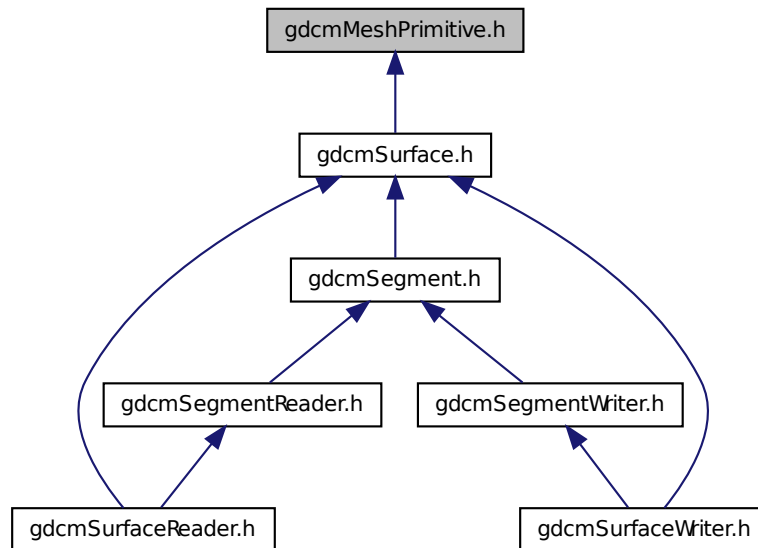 gdcmMeshPrimitive.h
gdcmSurface.h
gdcmSegment.h
gdcmSegmentReader.h
gdcmSegmentWriter.h
gdcmSurfaceReader.h
gdcmSurfaceWriter.h